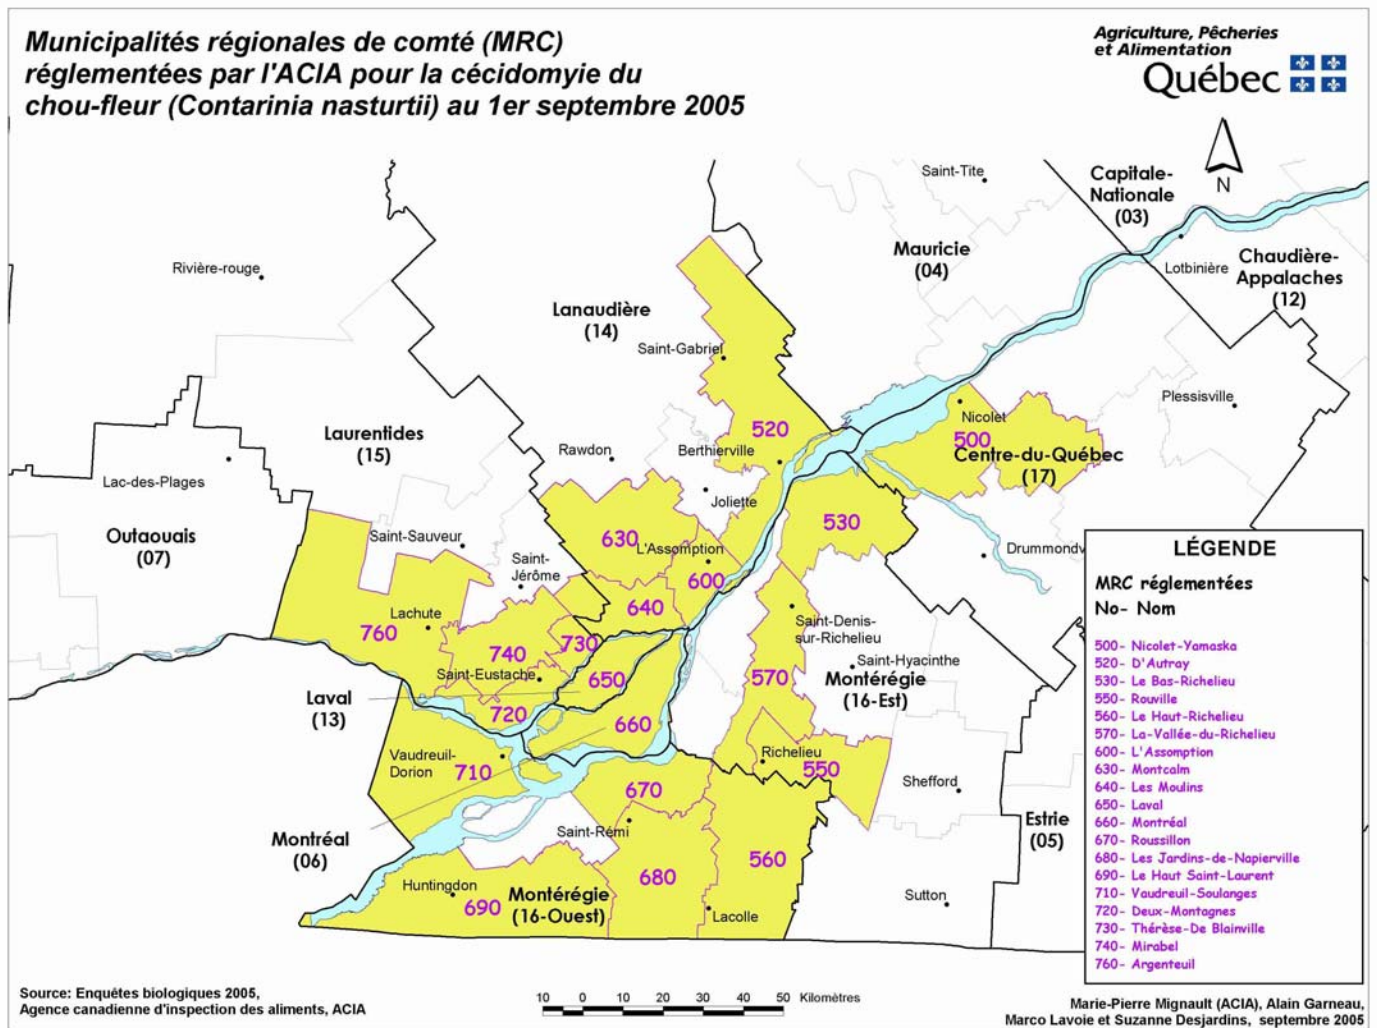 Municipalités régionales de comté (MRC)
réglementées par l'ACIA pour la cécidomyie du
chou-fleur (Contarinia nasturtii) au 1er septembre 2005
Agriculture, Pêcheries
et Alimentation
Québec
N
Saint-Tite
Capitale-
Nationale
(03)
Mauricie
(04)
Lotbinière
Chaudière-
Appalaches
(12)
Rivière-rouge
Lanaudière
(14)
Saint-Gabriel
Plessisville
Nicolet
500
Centre-du-Québec
(17)
Laurentides
(15)
Rawdon
520
Berthierville
Lac-des-Plages
Joliette
Outaouais
(07)
530
Saint-Sauveur
630
L'Assomption
Saint-
Jérôme
600
Drummondv
Lachute
760
640
Saint-Denis-
sur-Richelieu
740
730
Saint-Eustache
650
570
Saint-Hyacinthe
Montérégie
(16-Est)
Laval
(13)
720
660
Vaudreuil-
Dorion
710
Richelieu
550
670
Shefford
Saint-Rémi
Montréal
(06)
Estrie
(05)
560
680
Huntingdon
690
Montérégie
(16-Ouest)
Lacolle
Sutton
LÉGENDE
MRC réglementées
No- Nom
500- Nicolet-Yamaska
520- D'Autray
530- Le Bas-Richelieu
550- Rouville
560- Le Haut-Richelieu
570- La-Vallée-du-Richelieu
600- L'Assomption
630- Montcalm
640- Les Moulins
650- Laval
660- Montréal
670- Roussillon
680- Les Jardins-de-Napierville
690- Le Haut Saint-Laurent
710- Vaudreuil-Soulanges
720- Deux-Montagnes
730- Thérèse-De Blainville
740- Mirabel
760- Argenteuil
Source: Enquêtes biologiques 2005,
Agence canadienne d'inspection des aliments, ACIA
10 0 10 20 30 40 50 Kilomètres
Marie-Pierre Mignault (ACIA), Alain Garneau,
Marco Lavoie et Suzanne Desjardins, septembre 2005